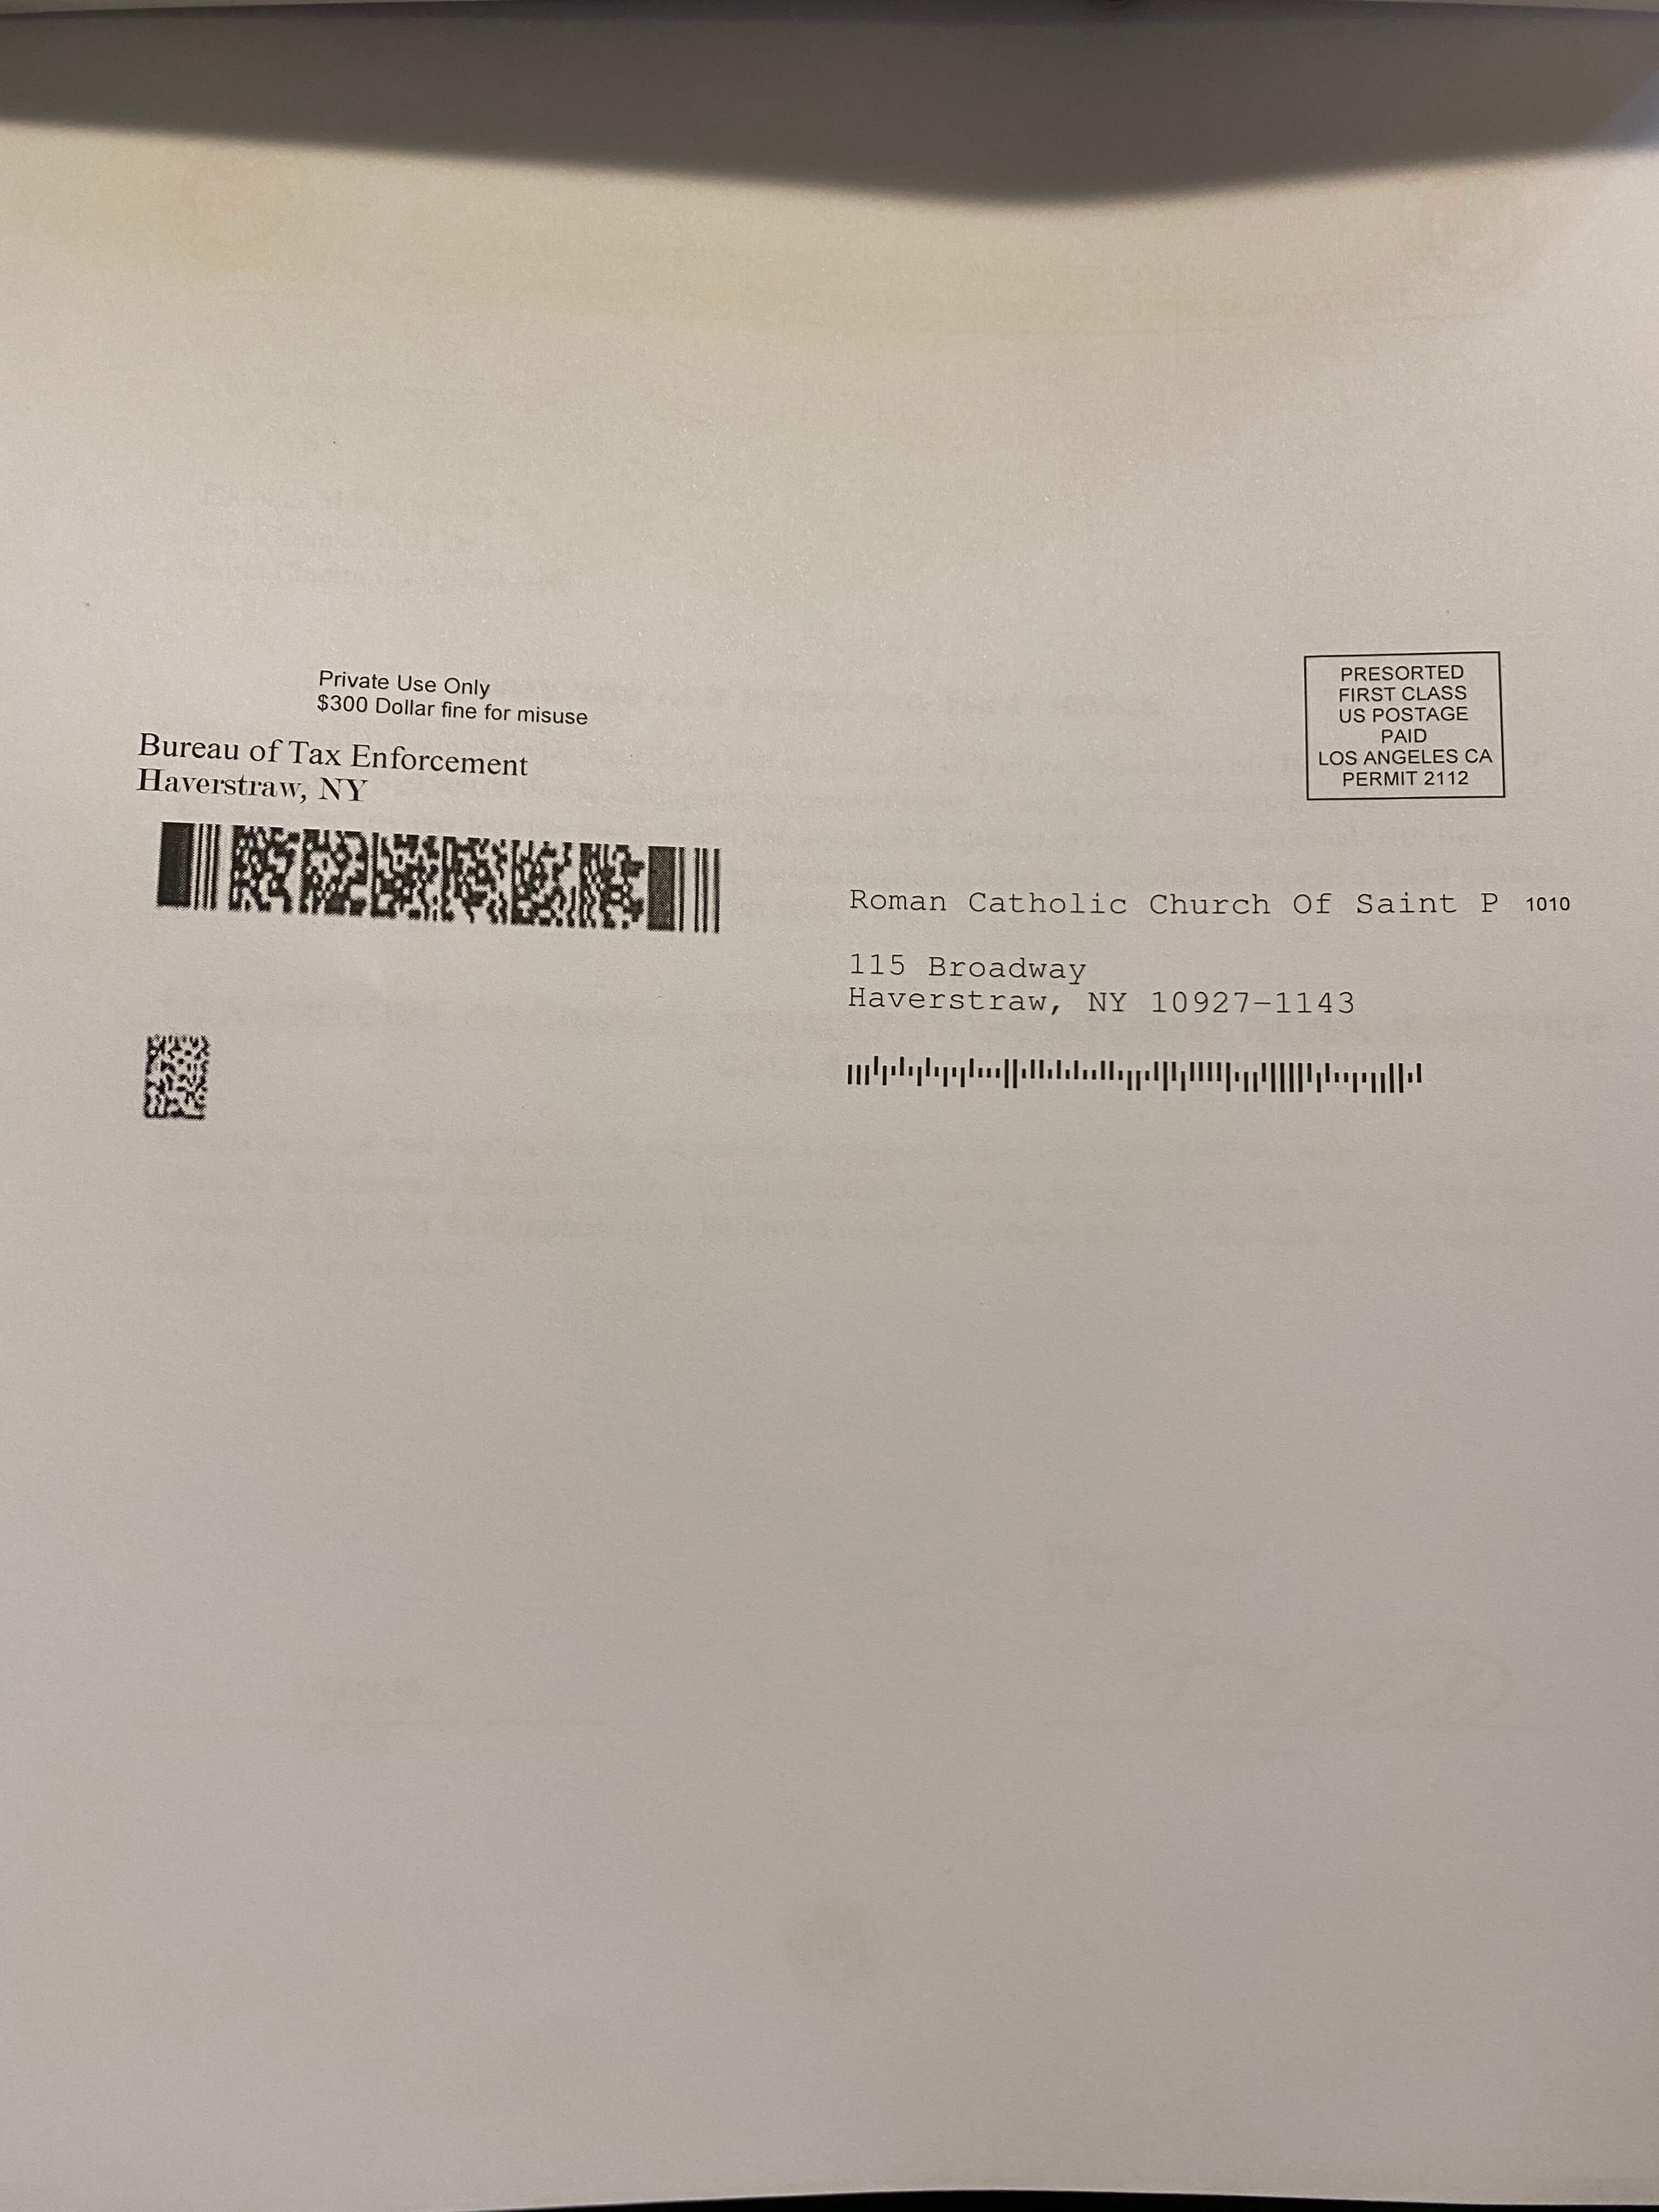 Private Use Only
$300 Dollar fine for misuse
Bureau of Tax Enforcement
Haverstraw, NY
PRESORTED
FIRST CLASS
US POSTAGE
PAID
LOS ANGELES CA
PERMIT 2112
Roman Catholic Church Of Saint P 1010
115 Broadway
Haverstraw, NY 10927-1143